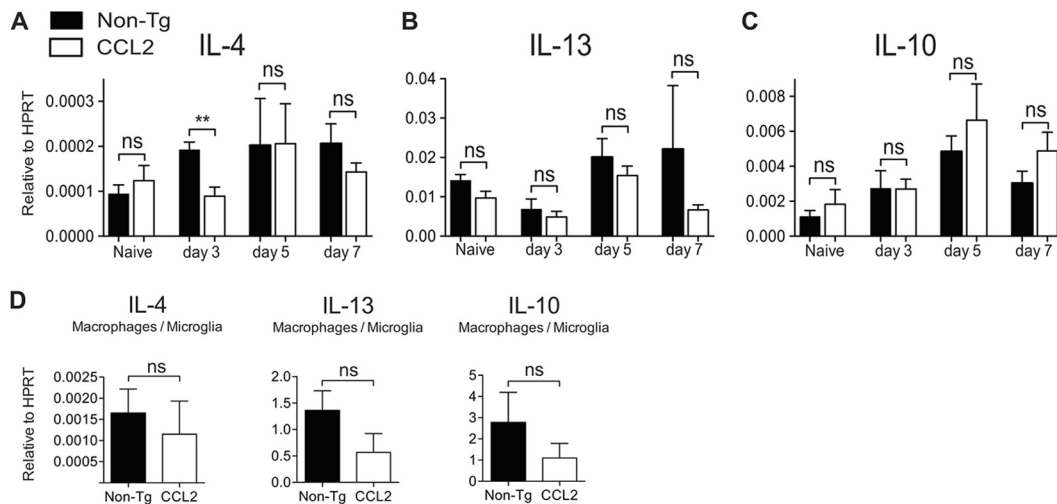 A
Non-Tg
CCL2
IL-4
Relative to HPRT
0.0003
0.0002
0.0001
0.0000
ns
**
ns
ns
Naive
day 3
day 5
day 7
B
IL-13
0.04
0.03
0.02
0.01
0.00
ns
ns
ns
ns
Naive
day 3
day 5
day 7
C
IL-10
0.008
0.006
0.004
0.002
0.000
ns
ns
ns
ns
Naive
day 3
day 5
day 7
D
IL-4
Macrophages / Microglia
Relative to HPRT
0.0025
0.0020
0.0015
0.0010
0.0005
ns
Non-Tg
CCL2
IL-13
Macrophages / Microglia
2.0
1.5
1.0
0.5
0.0
ns
Non-Tg
CCL2
IL-10
Macrophages / Microglia
5
4
3
2
1
0
ns
Non-Tg
CCL2